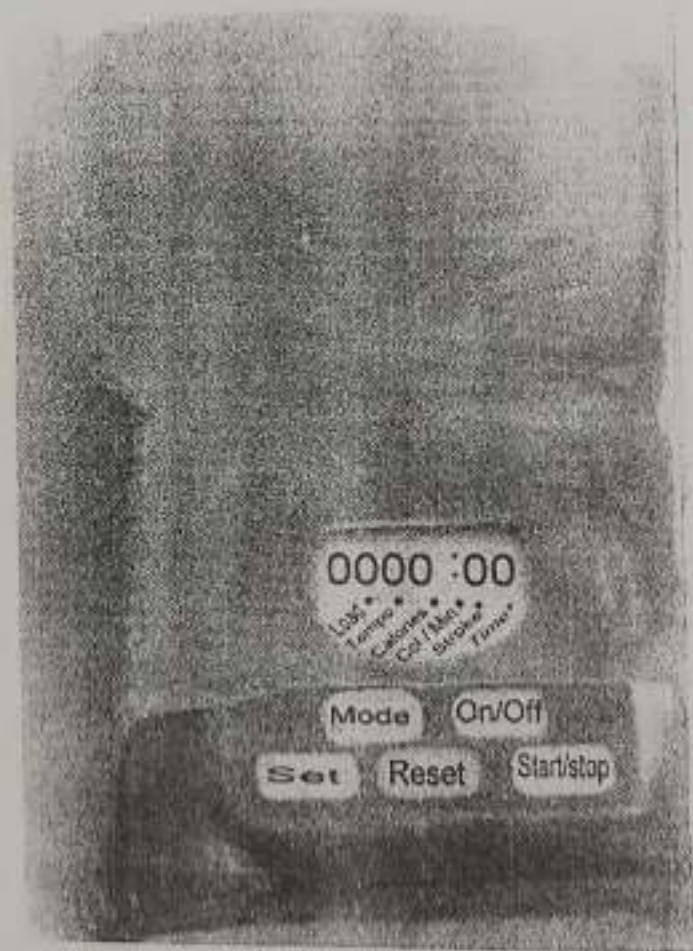 0000 :00
Load
Tempo
Calories
Cal / Min
Stroke
Time
Mode
On/Off
Set
Reset
Start/stop